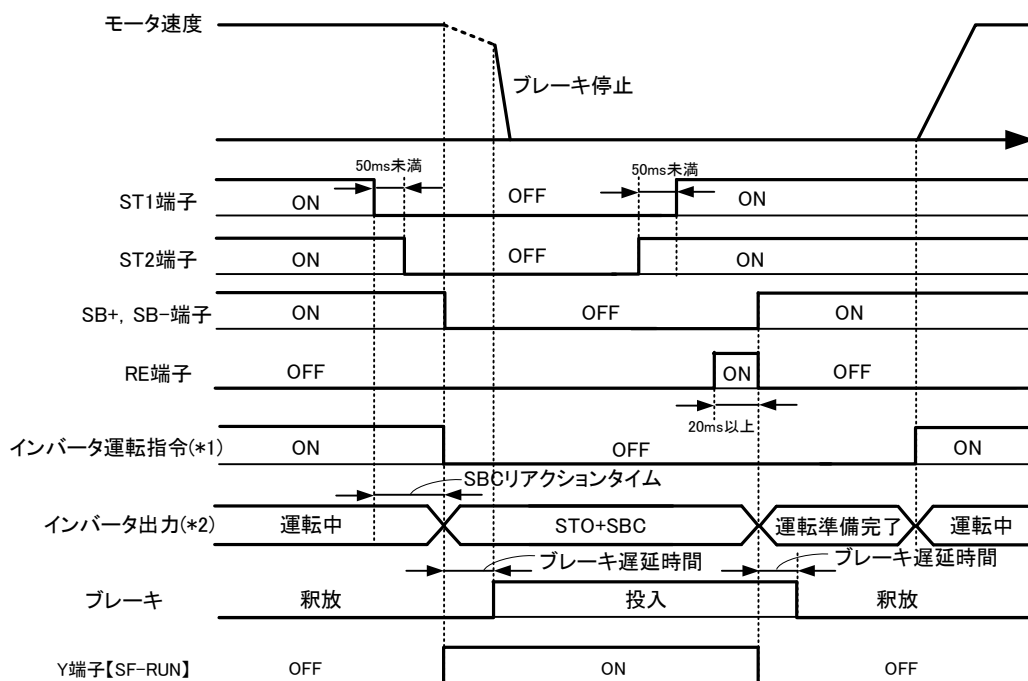 モータ速度
ブレーキ停止
50ms未満
50ms未満
ST1端子
ON
OFF
ON
ST2端子
ON
OFF
ON
SB+, SB-端子
ON
OFF
ON
RE端子
OFF
ON
OFF
20ms以上
インバータ運転指令(*1)
ON
OFF
ON
SBCリアクションタイム
インバータ出力(*2)
運転中
STO+SBC
運転準備完了
運転中
ブレーキ遅延時間
ブレーキ遅延時間
ブレーキ
釈放
投入
釈放
Y端子【SF-RUN】
OFF
ON
OFF